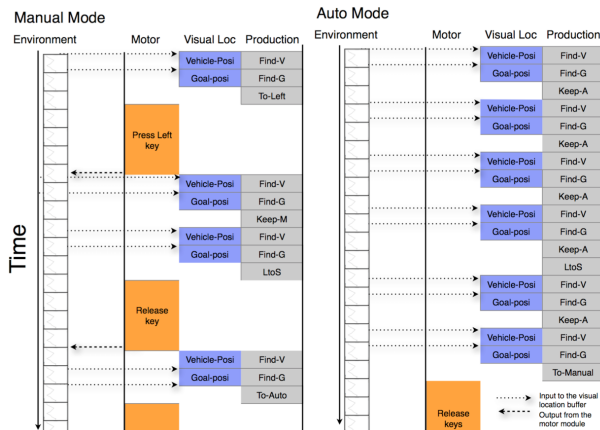 Manual Mode
Environment Motor Visual Loc Production
Vehicle-Posi Find-V
Goal-posi Find-G
To-Left
Press Left
key
Vehicle-Posi Find-V
Goal-posi Find-G
Keep-M
Vehicle-Posi Find-V
Goal-posi Find-G
LtoS
Release
key
Vehicle-Posi Find-V
Goal-posi Find-G
To-Auto
Time
Auto Mode
Environment Motor Visual Loc Production
Vehicle-Posi Find-V
Goal-posi Find-G
Keep-A
Vehicle-Posi Find-V
Goal-posi Find-G
Keep-A
Vehicle-Posi Find-V
Goal-posi Find-G
Keep-A
Vehicle-Posi Find-V
Goal-posi Find-G
Keep-A
LtoS
Vehicle-Posi Find-V
Goal-posi Find-G
Keep-A
Vehicle-Posi Find-V
Goal-posi Find-G
To-Manual
Release
keys
Input to the visual
location buffer
Output from the
motor module